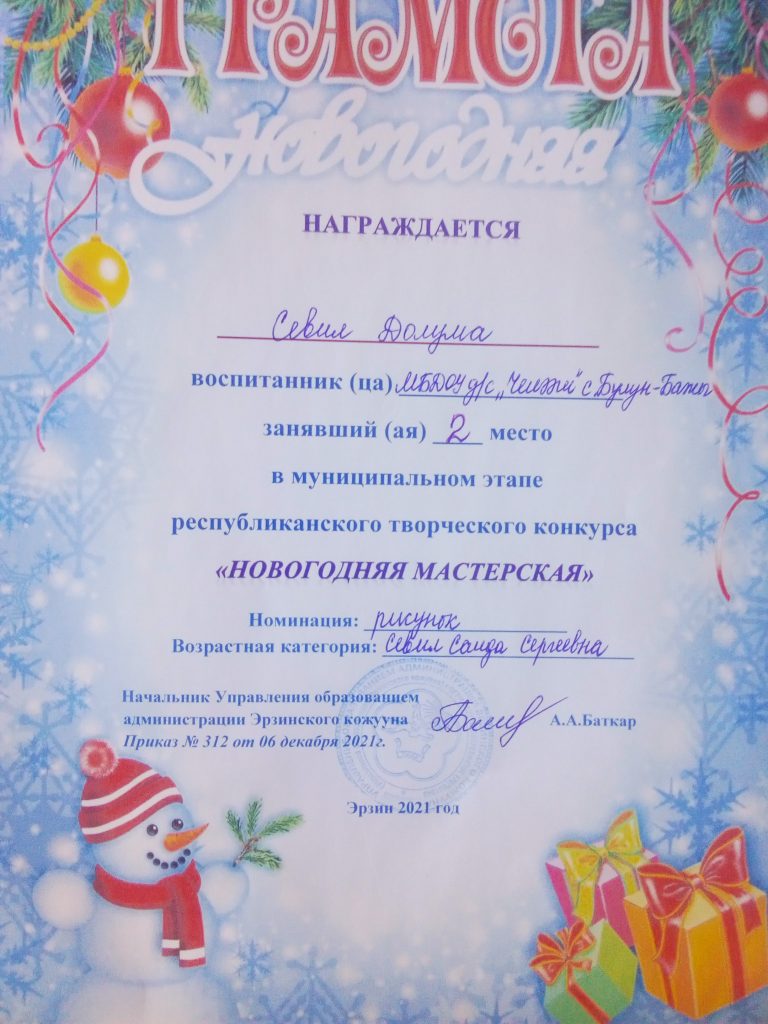 ГРАМОТА
новогодняя
НАГРАЖДАЕТСЯ
Севил Долума
воспитанник (ца) МБДОУ д/с „Челээш" с Булун-Бажы
занявший (ая) 2 место
в муниципальном этапе
республиканского творческого конкурса
«НОВОГОДНЯЯ МАСТЕРСКАЯ»
Номинация: рисунок
Возрастная категория: Севил Саида Сергеевна
Начальник Управления образованием
администрации Эрзинского кожууна А.А.Баткар
Приказ № 312 от 06 декабря 2021г.
Эрзин 2021 год